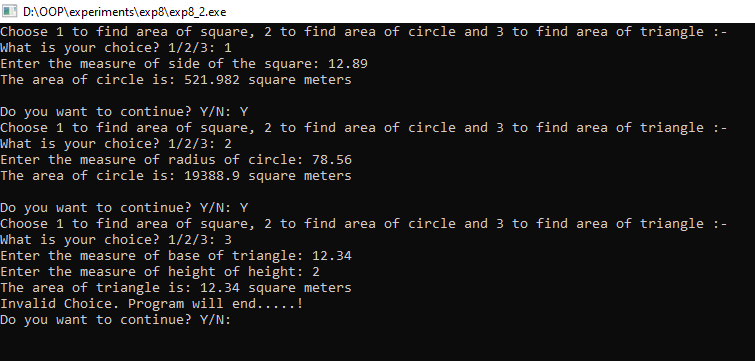 D:\OOP\experiments\exp8\exp8_2.exe
Choose 1 to find area of square, 2 to find area of circle and 3 to find area of triangle :-
What is your choice? 1/2/3: 1
Enter the measure of side of the square: 12.89
The area of circle is: 521.982 square meters
Do you want to continue? Y/N: Y
Choose 1 to find area of square, 2 to find area of circle and 3 to find area of triangle :-
What is your choice? 1/2/3: 2
Enter the measure of radius of circle: 78.56
The area of circle is: 19388.9 square meters
Do you want to continue? Y/N: Y
Choose 1 to find area of square, 2 to find area of circle and 3 to find area of triangle :-
What is your choice? 1/2/3: 3
Enter the measure of base of triangle: 12.34
Enter the measure of height of height: 2
The area of triangle is: 12.34 square meters
Invalid Choice. Program will end.....!
Do you want to continue? Y/N: